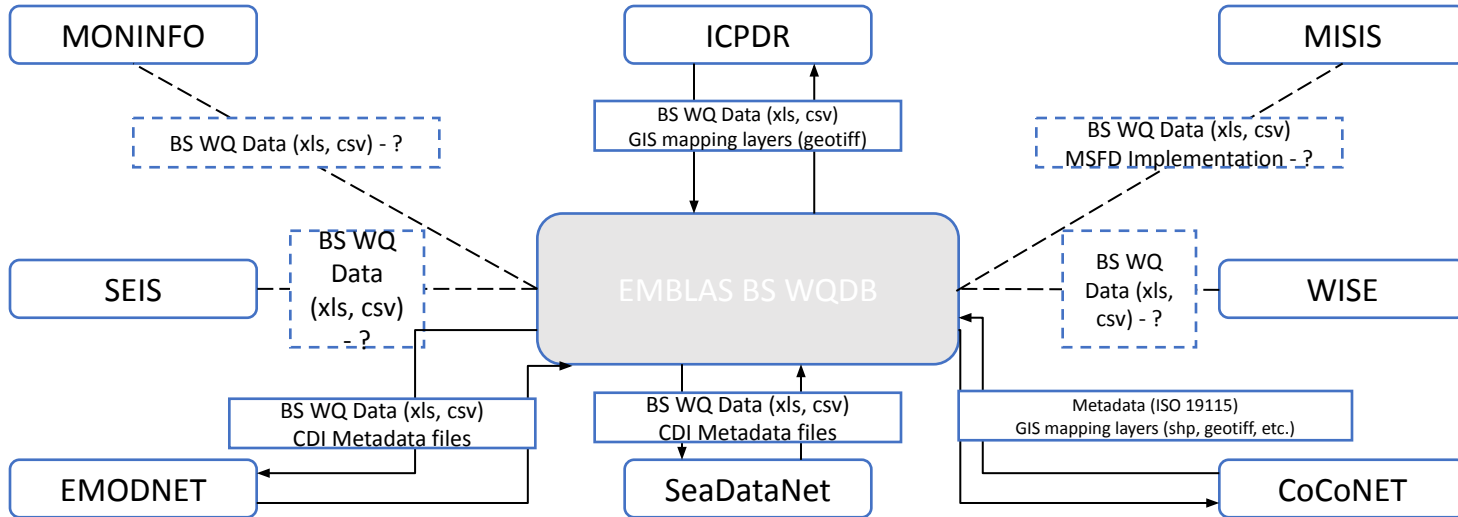 MONINFO
ICPDR
MISIS
BS WQ Data (xls, csv) - ?
BS WQ Data (xls, csv)
GIS mapping layers (geotiff)
BS WQ Data (xls, csv)
MSFD Implementation - ?
SEIS
BS WQ
Data
(xls, csv)
- ?
EMBLAS BS WQDB
BS WQ
Data (xls,
csv) - ?
WISE
BS WQ Data (xls, csv)
CDI Metadata files
BS WQ Data (xls, csv)
CDI Metadata files
Metadata (ISO 19115)
GIS mapping layers (shp, geotiff, etc.)
EMODNET
SeaDataNet
CoCoNET